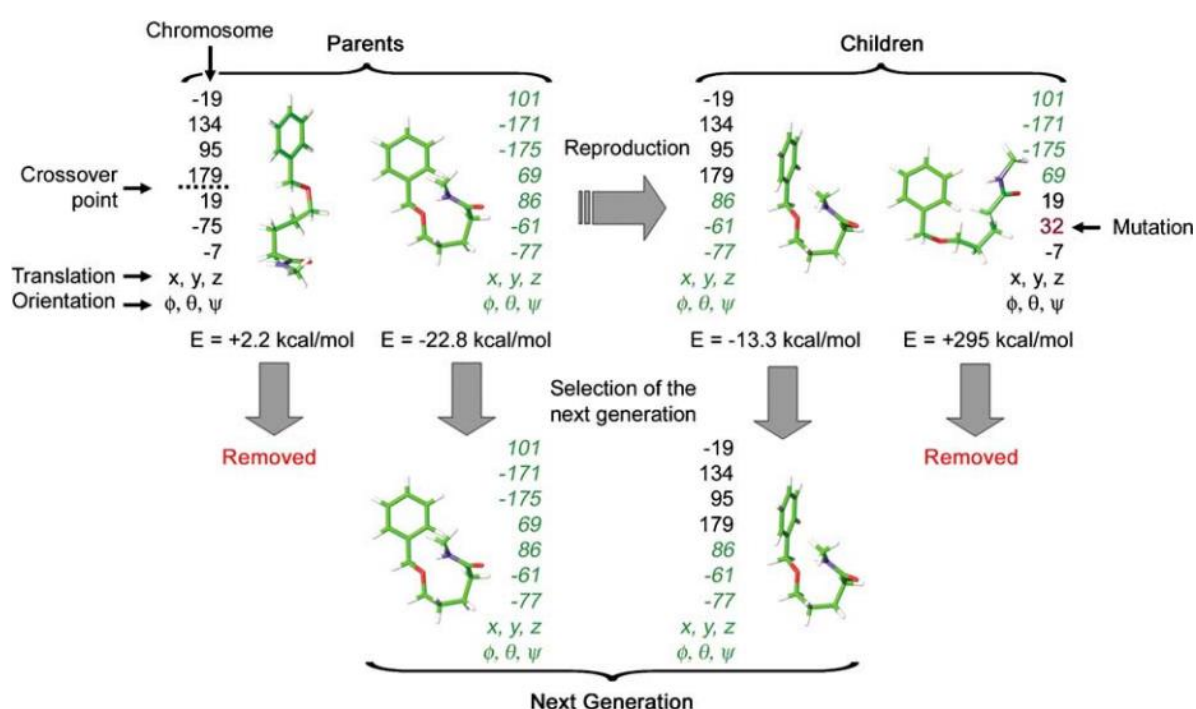 Chromosome
Parents
Children
-19
134
95
179
19
-75
-7
x, y, z
ϕ, θ, ψ
101
-171
-175
69
86
-61
-77
x, y, z
ϕ, θ, ψ
Crossover
point
Translation
Orientation
Reproduction
-19
134
95
179
86
-61
-77
x, y, z
ϕ, θ, ψ
101
-171
-175
69
19
32
-7
x, y, z
ϕ, θ, ψ
Mutation
E = +2.2 kcal/mol
E = -22.8 kcal/mol
E = -13.3 kcal/mol
E = +295 kcal/mol
Selection of the
next generation
Removed
Removed
101
-171
-175
69
86
-61
-77
x, y, z
ϕ, θ, ψ
-19
134
95
179
86
-61
-77
x, y, z
ϕ, θ, ψ
Next Generation